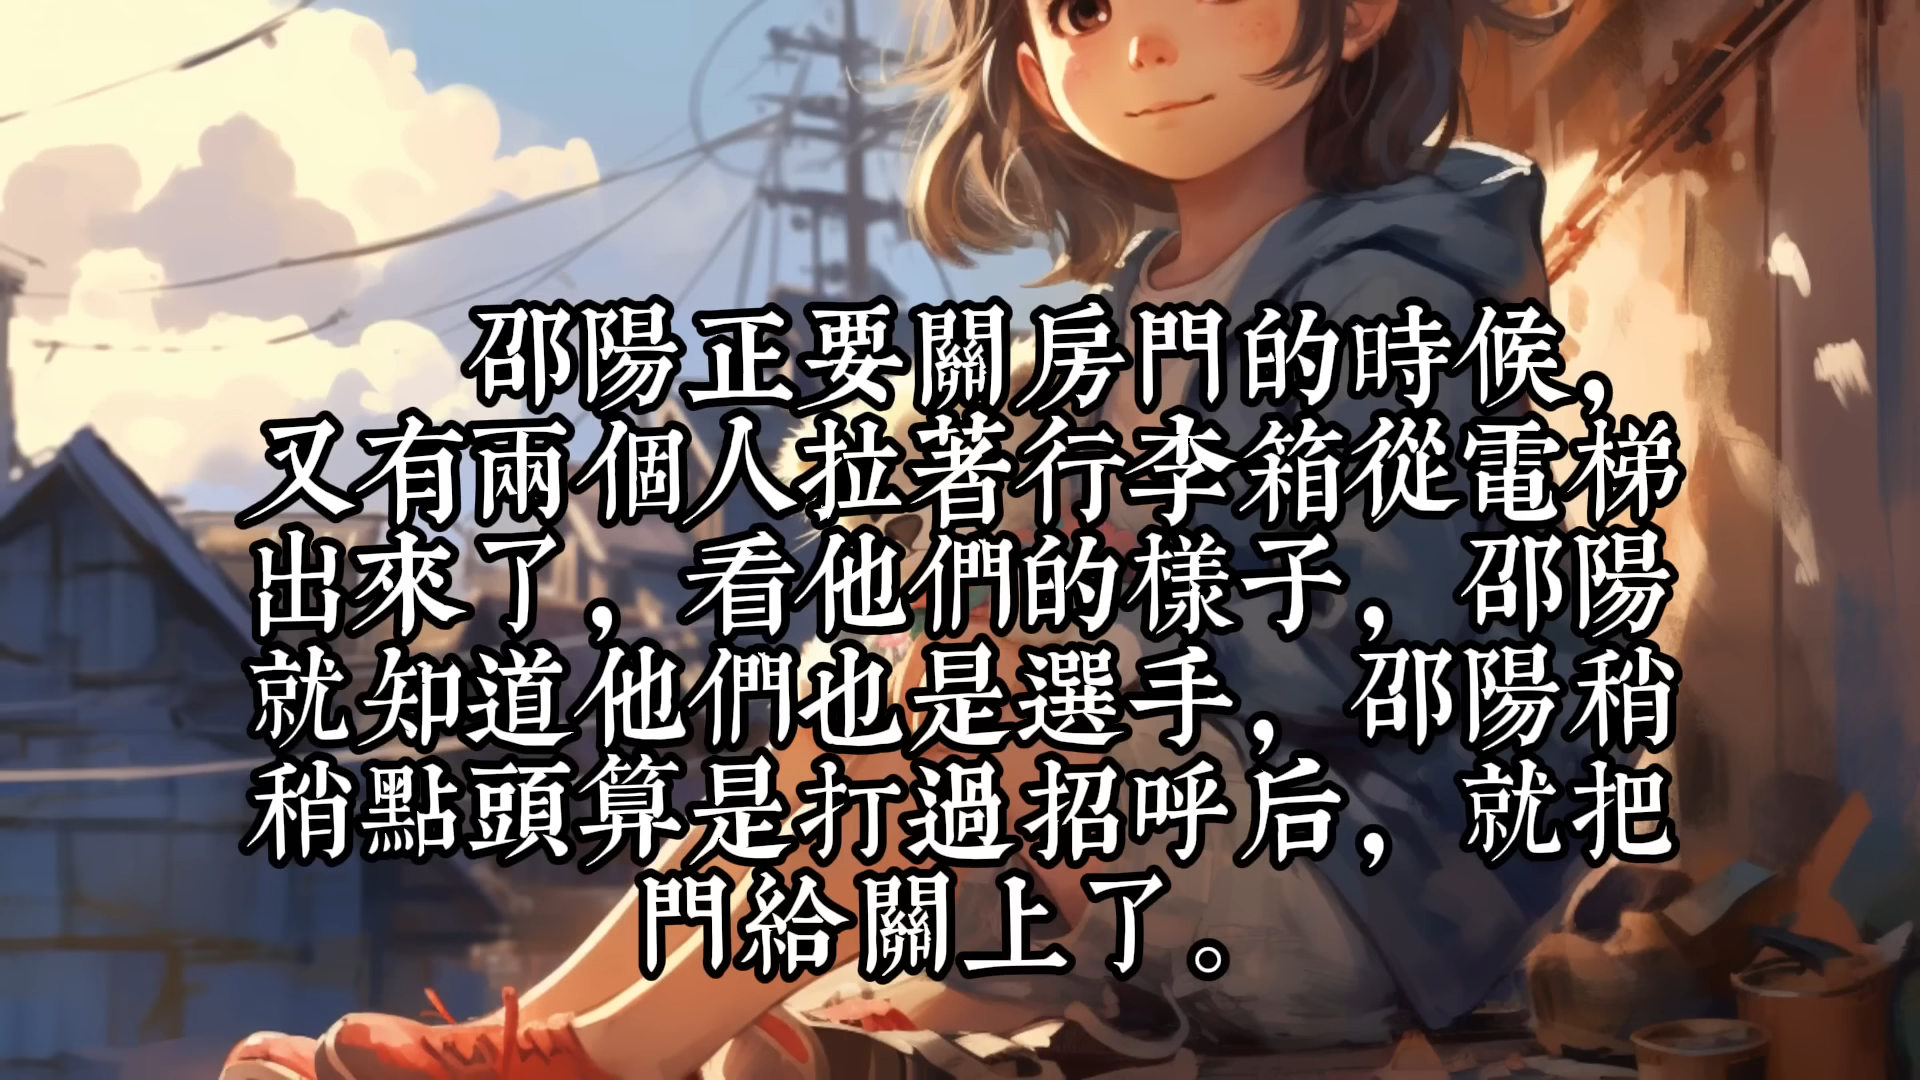 邵陽正要關房門的時候，
又有兩個人拉著行李箱從電梯
出來了，看他們的樣子，邵陽
就知道他們也是選手，邵陽稍
稍點頭算是打過招呼后，就把
門給關上了。